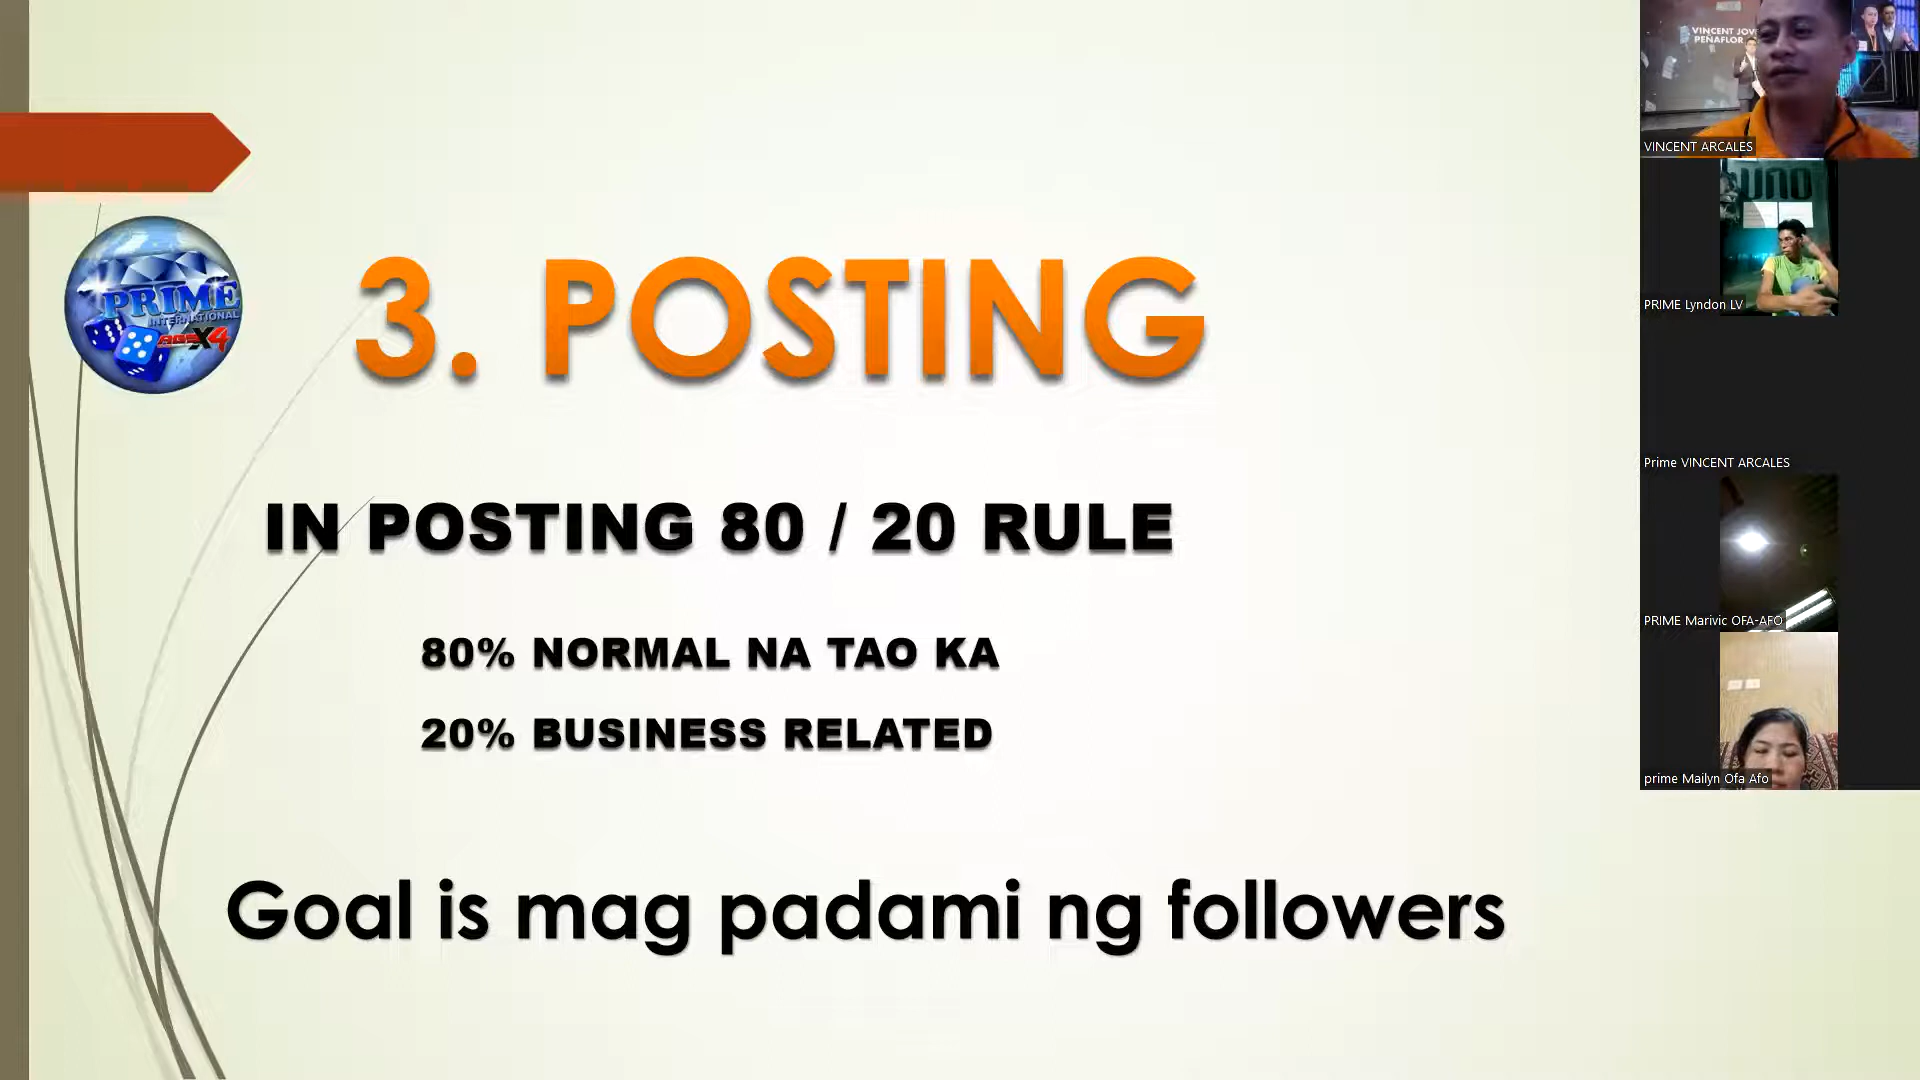 3. POSTING
IN POSTING 80 / 20 RULE
80% NORMAL NA TAO KA
20% BUSINESS RELATED
Goal is mag padami ng followers
PRIME
INTERNATIONAL
VINCENT ARCALES
PRIME Lyndon LV
Prime VINCENT ARCALES
PRIME Marivic OFA-AFO
prime Mailyn Ofa Afo